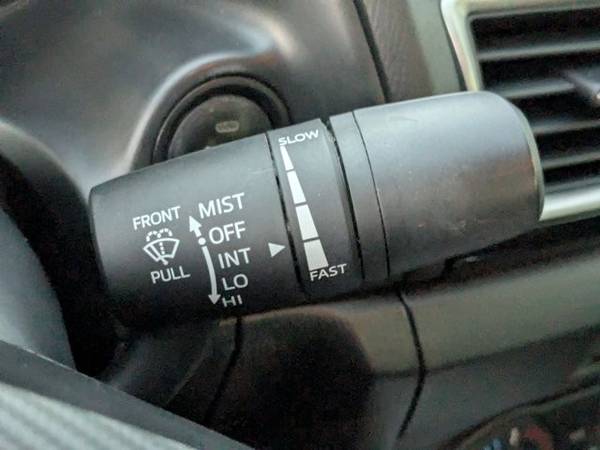 SLOW
FRONT
PULL
MIST
OFF
INT
LO
HI
FAST